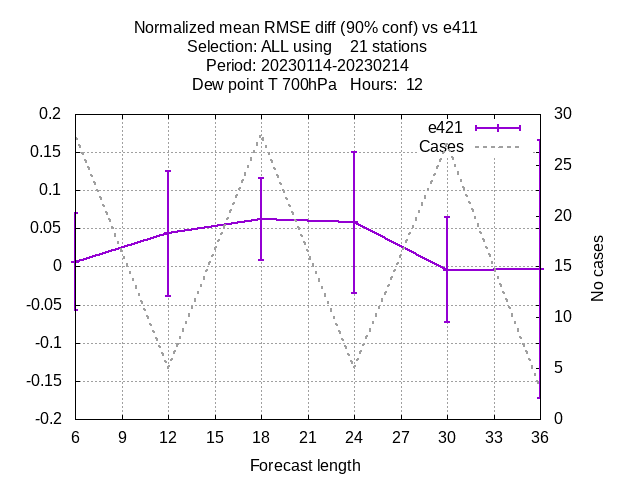 Normalized mean RMSE diff (90% conf) vs e411
Selection: ALL using    21 stations
Period: 20230114-20230214
Dew point T 700hPa   Hours:  12
e421
Cases
0.2
0.15
0.1
0.05
0
-0.05
-0.1
-0.15
-0.2
30
25
20
15
10
5
0
No cases
6 9 12 15 18 21 24 27 30 33 36
Forecast length